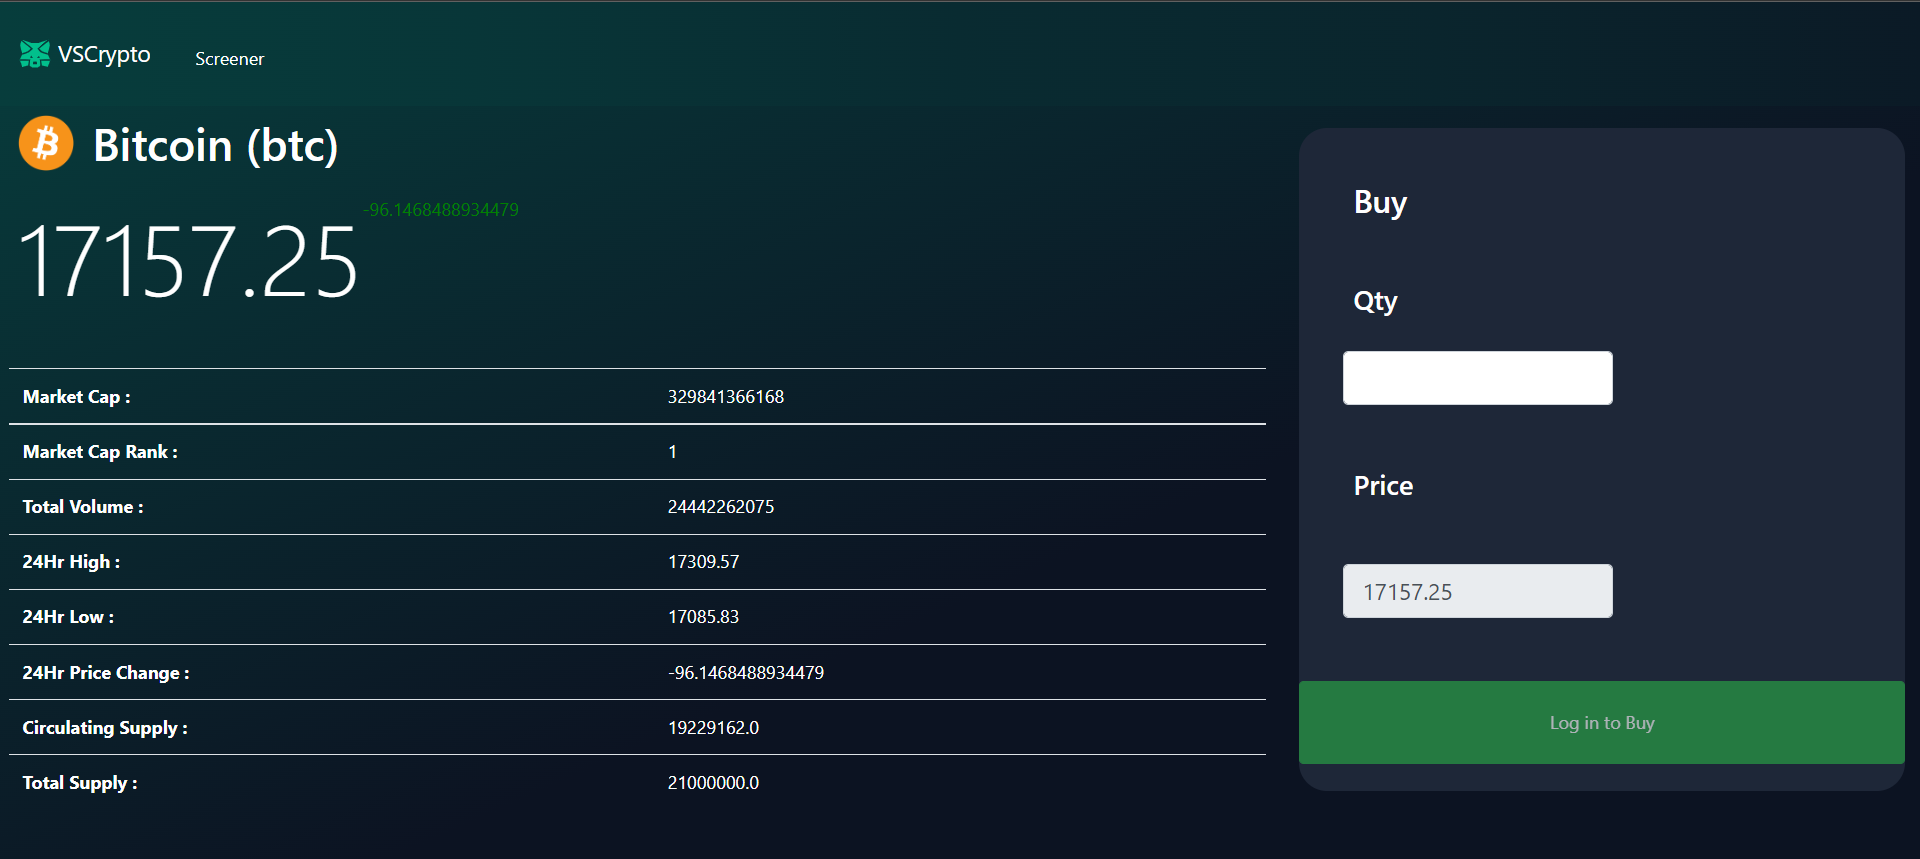 VSCrypto
Screener
Bitcoin (btc)
17157.25
-96.1468488934479
Market Cap : 329841366168
Market Cap Rank : 1
Total Volume : 24442262075
24Hr High : 17309.57
24Hr Low : 17085.83
24Hr Price Change : -96.1468488934479
Circulating Supply : 19229162.0
Total Supply : 21000000.0
Buy
Qty
Price
17157.25
Log in to Buy